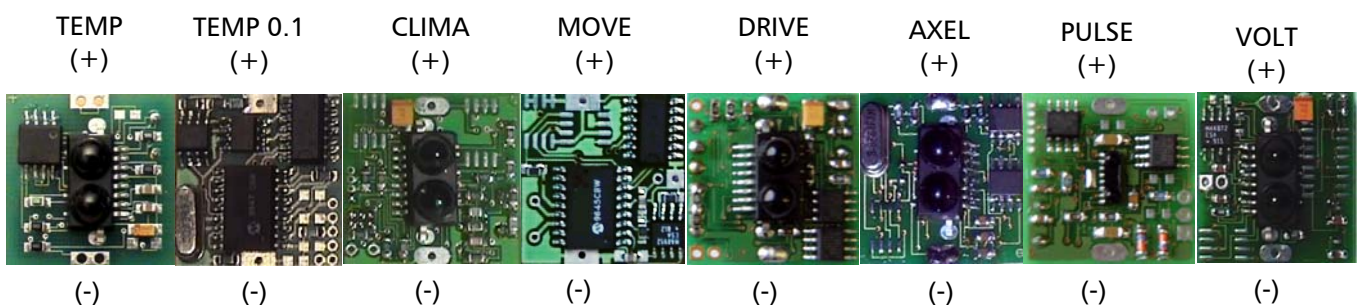 TEMP TEMP 0.1 CLIMA MOVE DRIVE AXEL PULSE VOLT
(+) (+) (+) (+) (+) (+) (+) (+)
(-) (-) (-) (-) (-) (-) (-) (-)